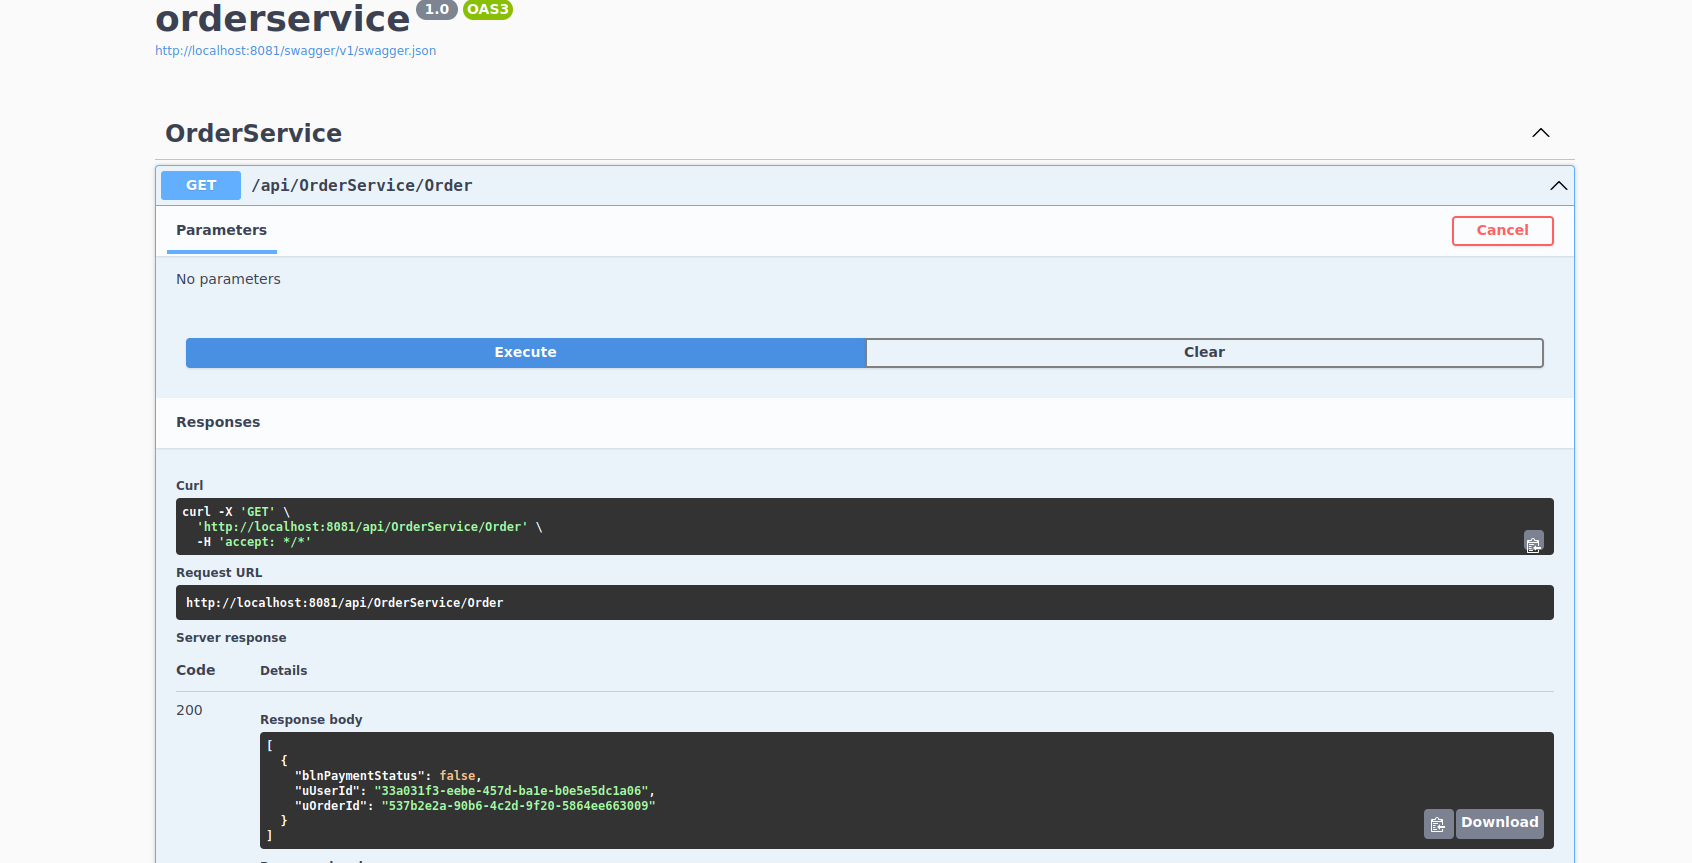 orderservice 1.0 OAS3
http://localhost:8081/swagger/v1/swagger.json
OrderService
GET /api/OrderService/Order
Parameters Cancel
No parameters
Execute Clear
Responses
Curl
curl -X 'GET' \
  'http://localhost:8081/api/OrderService/Order' \
  -H 'accept: */*'
Request URL
http://localhost:8081/api/OrderService/Order
Server response
Code Details
200
Response body
[
  {
    "blnPaymentStatus": false,
    "uUserId": "33a031f3-eebe-457d-ba1e-b0e5e5dc1a06",
    "uOrderId": "537b2e2a-90b6-4c2d-9f20-5864ee663009"
  }
]
Download